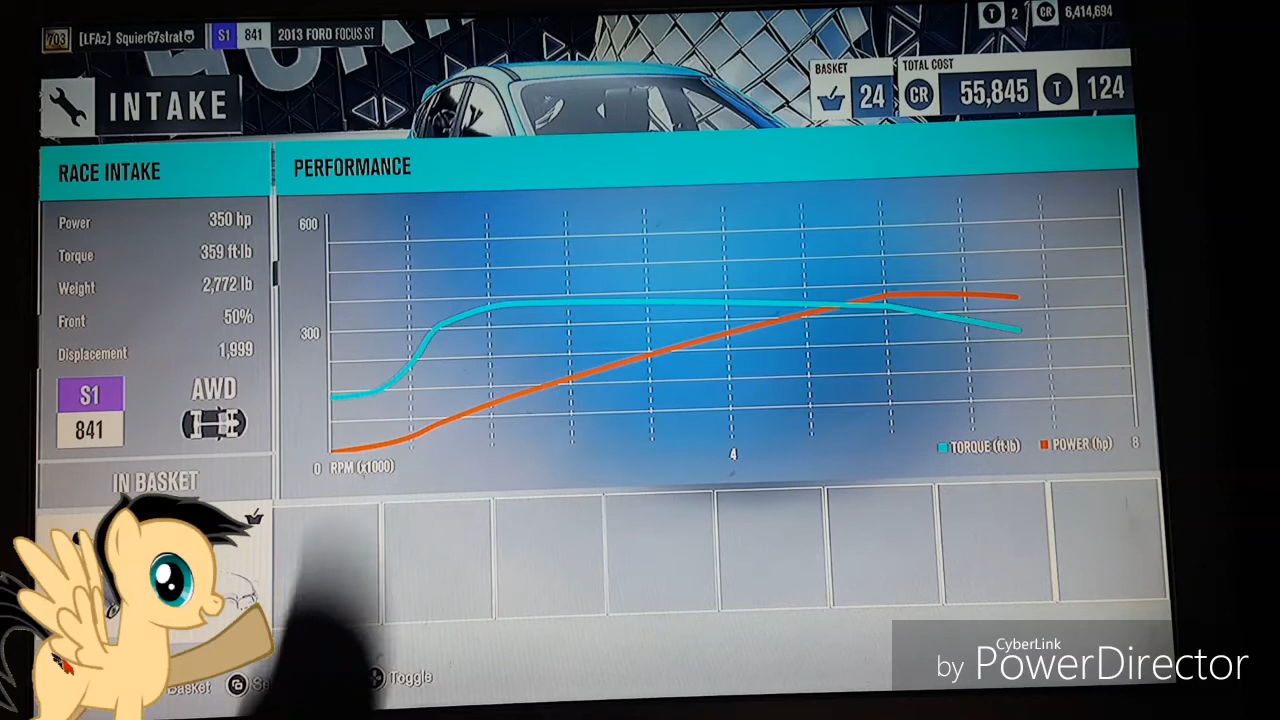 703 [LFAz] Squier67strat S1 841 2013 FORD FOCUS ST
T 2 CR 6,414,694
INTAKE
BASKET 24
TOTAL COST
CR 55,845 T 124
RACE INTAKE
Power 350 hp
Torque 359 ft·lb
Weight 2,772 lb
Front 50%
Displacement 1,999
S1
841
AWD
IN BASKET
PERFORMANCE
600
300
0 RPM (x1000)
4
8
TORQUE (ft·lb) POWER (hp)
Basket
Toggle
CyberLink
by PowerDirector